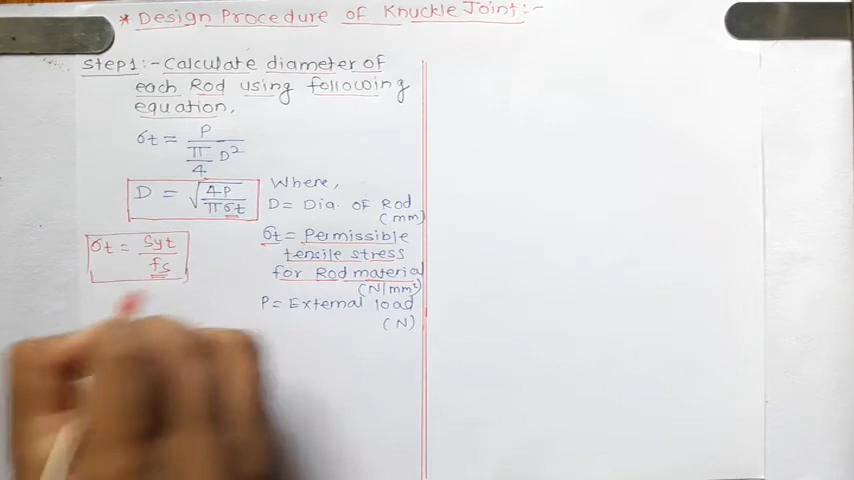 * Design Procedure of Knuckle Joint:-
Step1:- Calculate diameter of
each Rod using following
equation,
σt = P / (π/4 D²)
D = √(4P / πσt)
Where,
D = Dia. of Rod
(mm)
σt = Permissible
tensile stress
for Rod material
(N/mm²)
P = External load
(N)
σt = Syt / fs